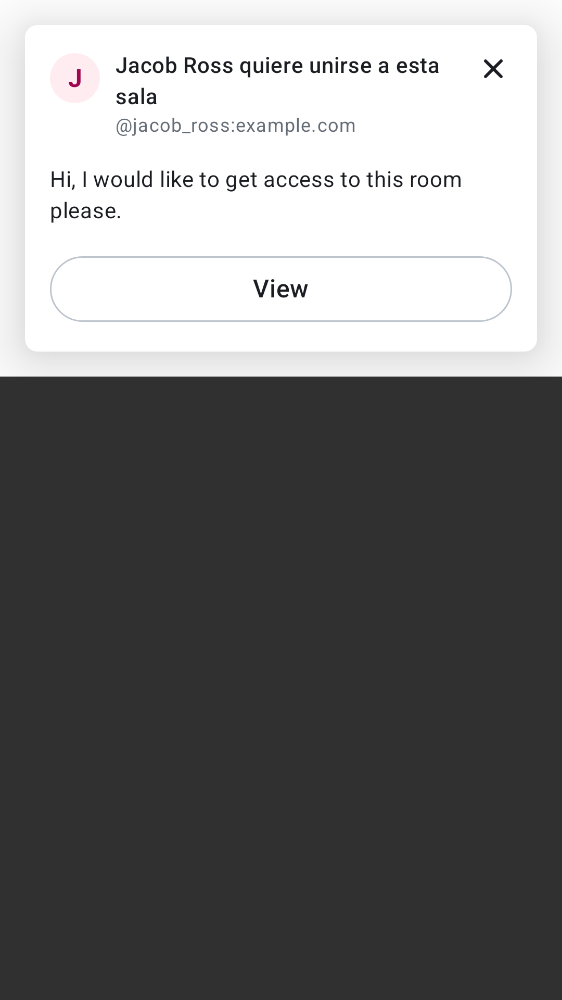 J
Jacob Ross quiere unirse a esta
sala
@jacob_ross:example.com
Hi, I would like to get access to this room
please.
View